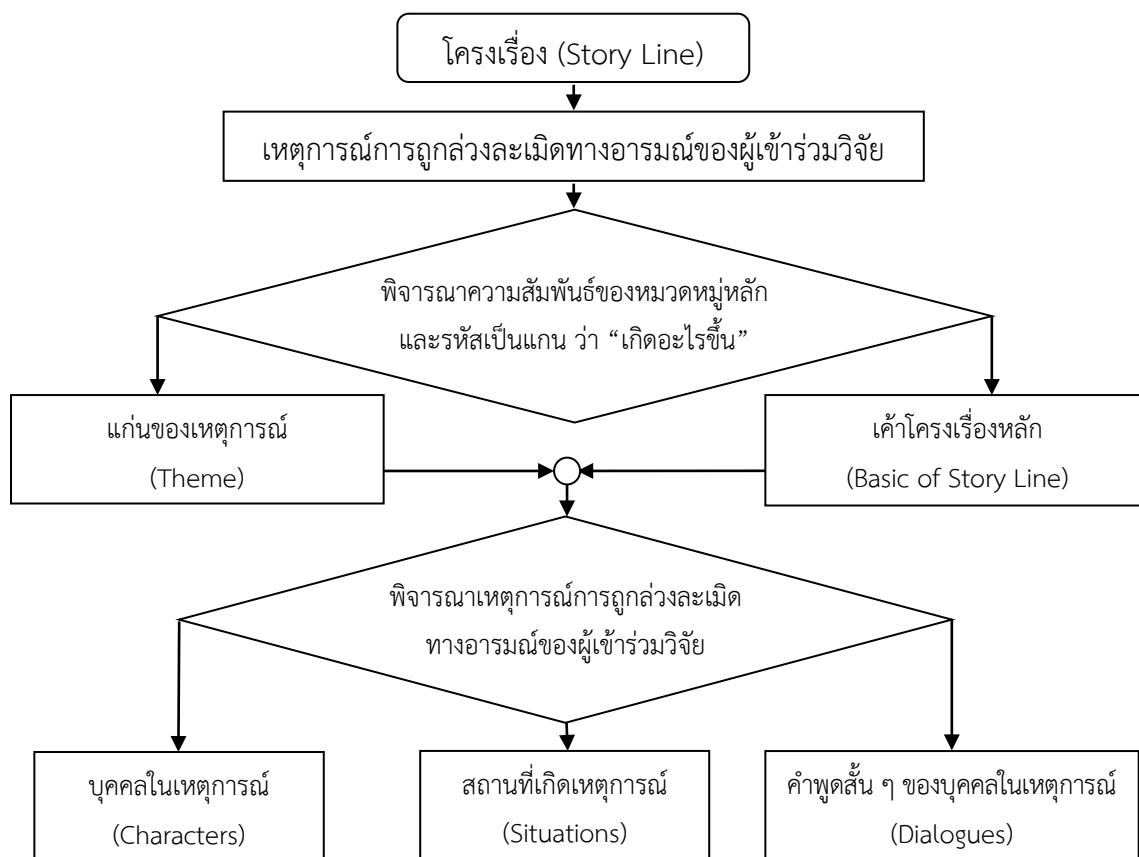 โครงเรื่อง (Story Line)
เหตุการณ์การถูกล่วงละเมิดทางอารมณ์ของผู้เข้าร่วมวิจัย
พิจารณาความสัมพันธ์ของหมวดหมู่หลัก
และรหัสเป็นแกน ว่า “เกิดอะไรขึ้น”
แก่นของเหตุการณ์
(Theme)
เค้าโครงเรื่องหลัก
(Basic of Story Line)
พิจารณาเหตุการณ์การถูกล่วงละเมิด
ทางอารมณ์ของผู้เข้าร่วมวิจัย
บุคคลในเหตุการณ์
(Characters)
สถานที่เกิดเหตุการณ์
(Situations)
คำพูดสั้น ๆ ของบุคคลในเหตุการณ์
(Dialogues)